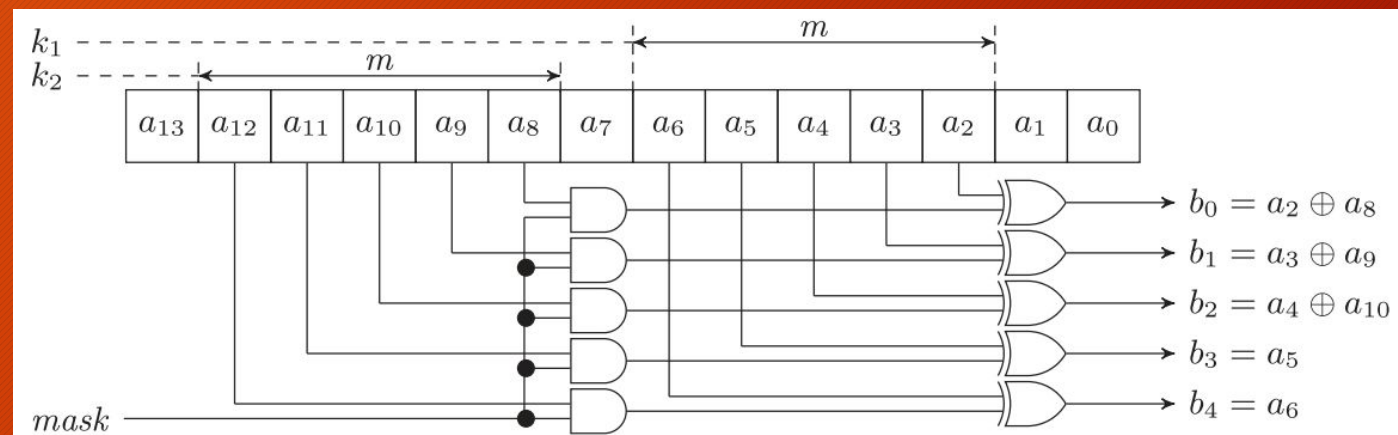 k₁ m
k₂ m
a₁₃ a₁₂ a₁₁ a₁₀ a₉ a₈ a₇ a₆ a₅ a₄ a₃ a₂ a₁ a₀
b₀ = a₂ ⊕ a₈
b₁ = a₃ ⊕ a₉
b₂ = a₄ ⊕ a₁₀
b₃ = a₅
b₄ = a₆
mask